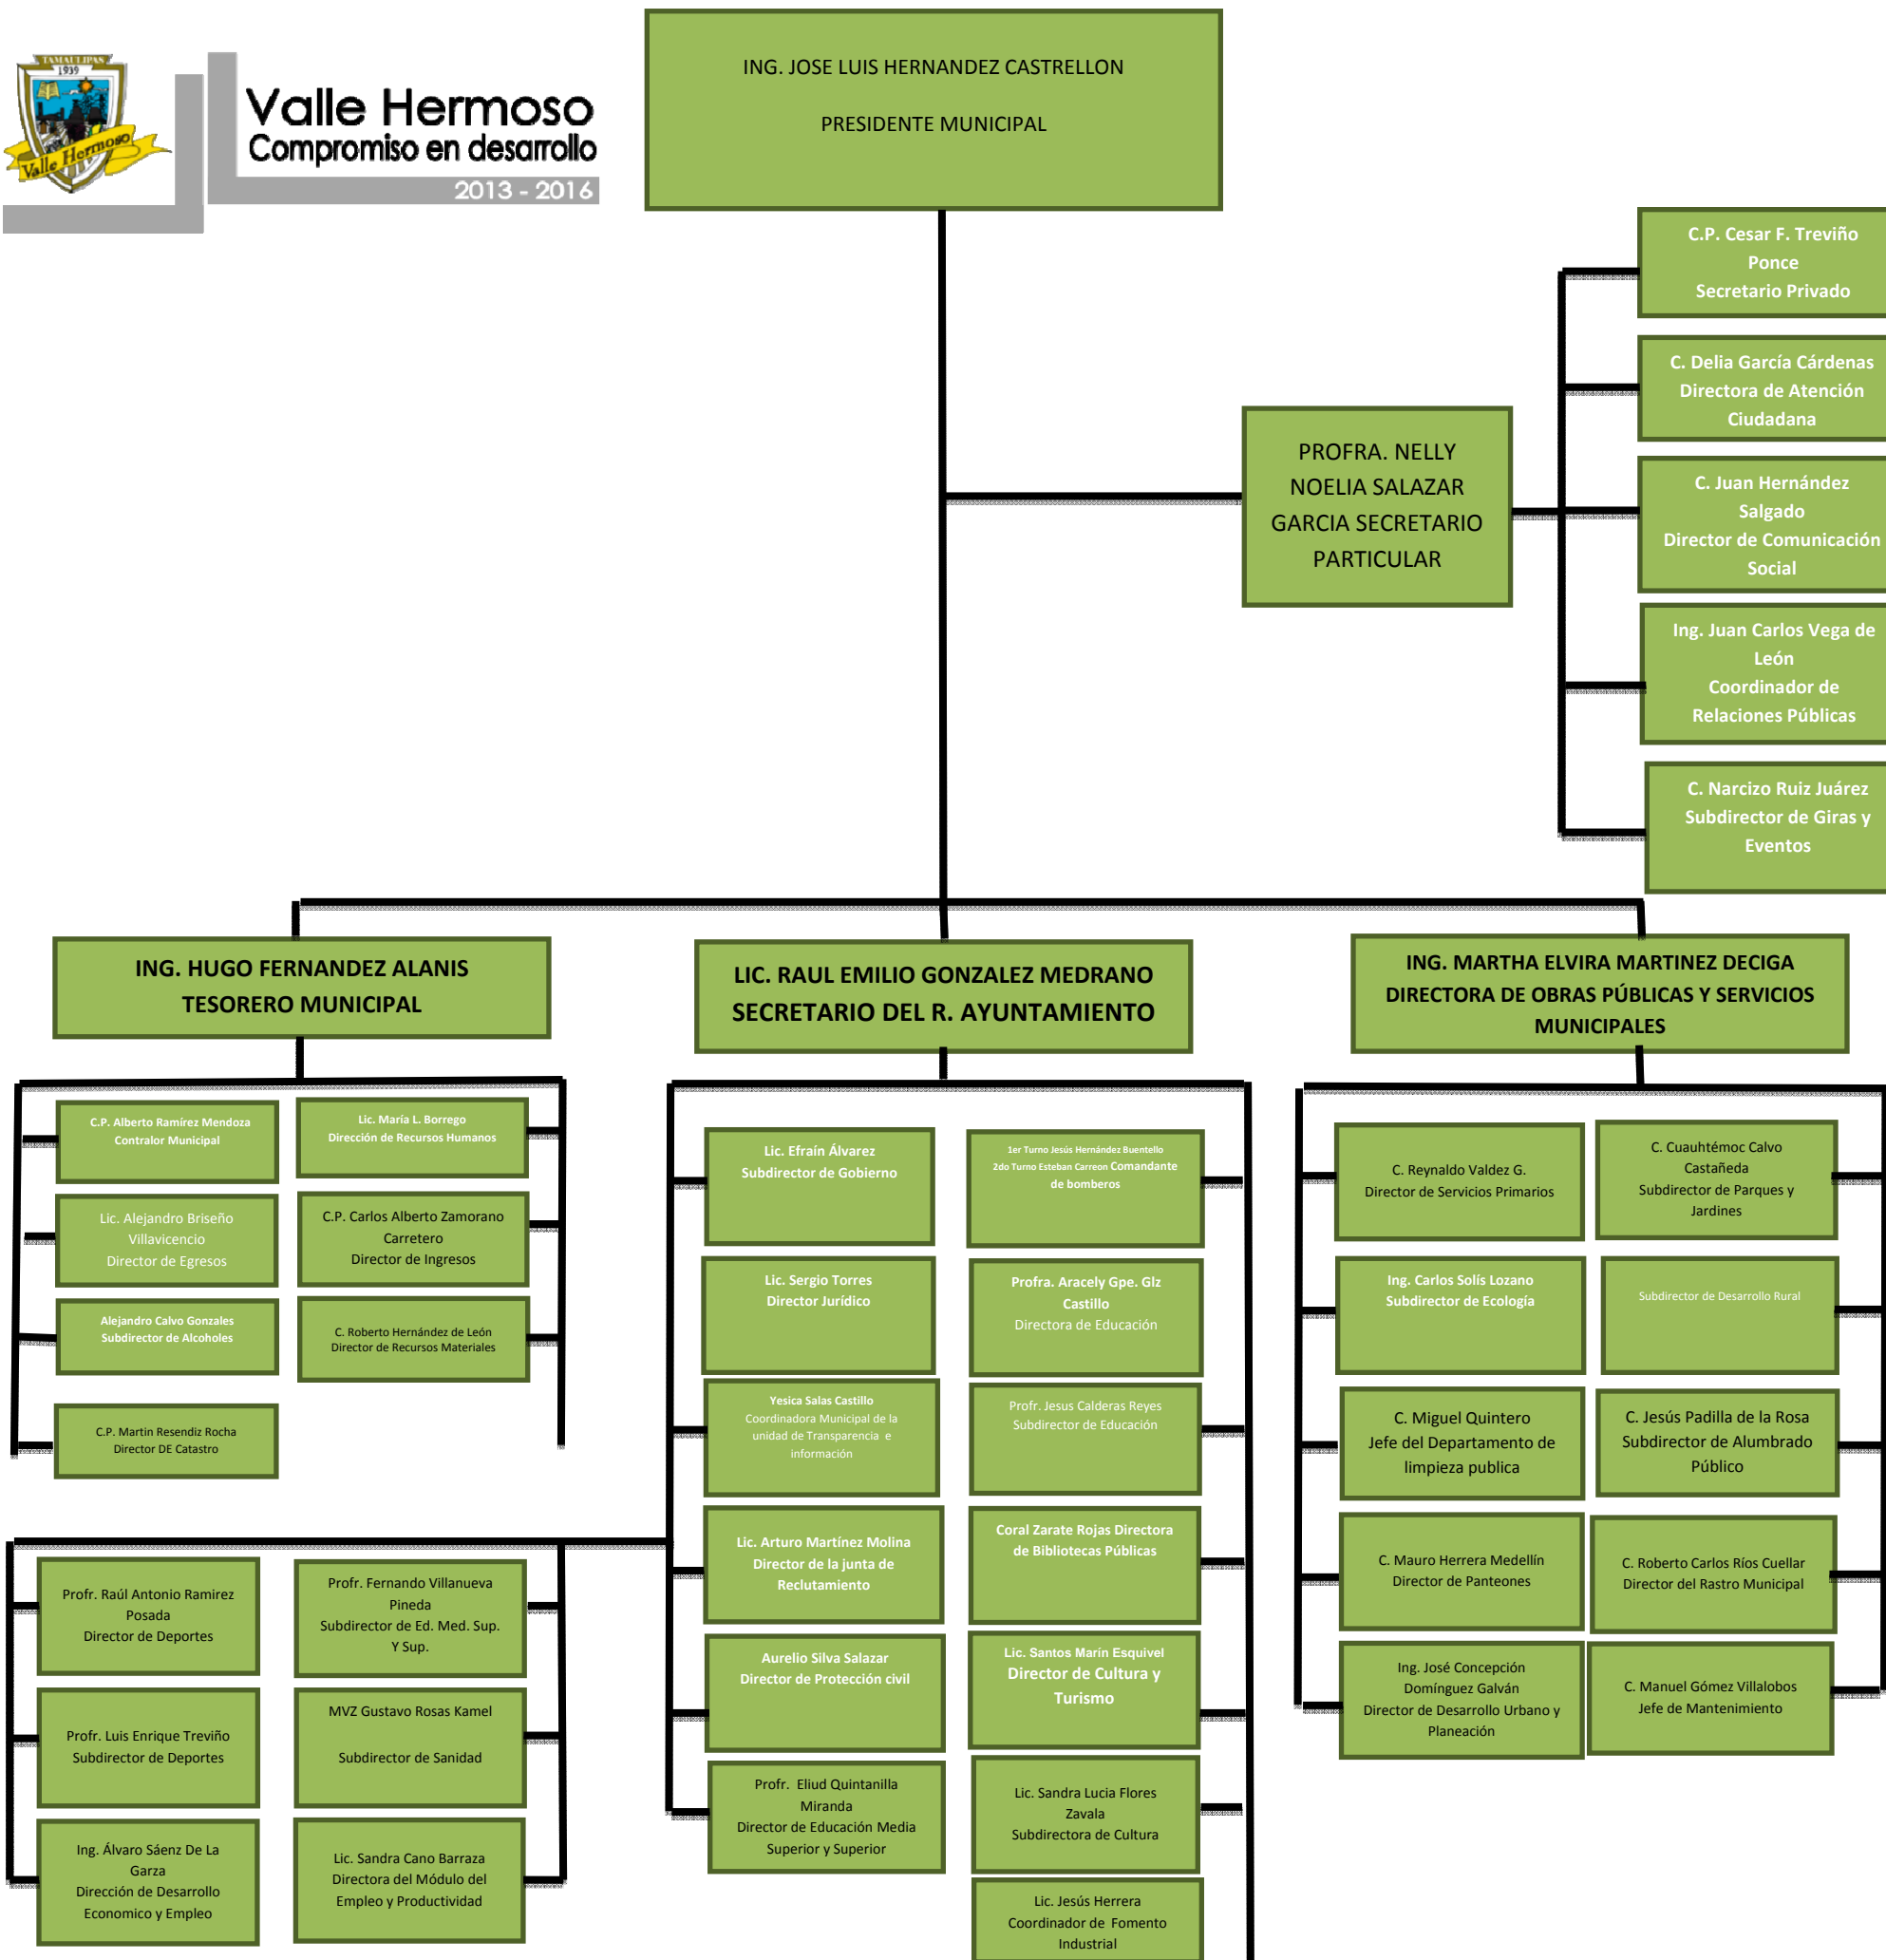 TAMAULIPAS
1939
Valle Hermoso
Valle Hermoso
Compromiso en desarrollo
2013 - 2016
ING. JOSE LUIS HERNANDEZ CASTRELLON
PRESIDENTE MUNICIPAL
C.P. Cesar F. Treviño
Ponce
Secretario Privado
C. Delia García Cárdenas
Directora de Atención
Ciudadana
PROFRA. NELLY
NOELIA SALAZAR
GARCIA SECRETARIO
PARTICULAR
C. Juan Hernández
Salgado
Director de Comunicación
Social
Ing. Juan Carlos Vega de
León
Coordinador de
Relaciones Públicas
C. Narcizo Ruiz Juárez
Subdirector de Giras y
Eventos
ING. HUGO FERNANDEZ ALANIS
TESORERO MUNICIPAL
LIC. RAUL EMILIO GONZALEZ MEDRANO
SECRETARIO DEL R. AYUNTAMIENTO
ING. MARTHA ELVIRA MARTINEZ DECIGA
DIRECTORA DE OBRAS PÚBLICAS Y SERVICIOS
MUNICIPALES
C.P. Alberto Ramírez Mendoza
Contralor Municipal
Lic. María L. Borrego
Dirección de Recursos Humanos
Lic. Alejandro Briseño
Villavicencio
Director de Egresos
C.P. Carlos Alberto Zamorano
Carretero
Director de Ingresos
Alejandro Calvo Gonzales
Subdirector de Alcoholes
C. Roberto Hernández de León
Director de Recursos Materiales
C.P. Martin Resendiz Rocha
Director DE Catastro
Lic. Efraín Álvarez
Subdirector de Gobierno
1er Turno Jesús Hernández Buentello
2do Turno Esteban Carreon Comandante
de bomberos
Lic. Sergio Torres
Director Jurídico
Profra. Aracely Gpe. Glz
Castillo
Directora de Educación
Yesica Salas Castillo
Coordinadora Municipal de la
unidad de Transparencia e
información
Profr. Jesus Calderas Reyes
Subdirector de Educación
Lic. Arturo Martínez Molina
Director de la junta de
Reclutamiento
Coral Zarate Rojas Directora
de Bibliotecas Públicas
Aurelio Silva Salazar
Director de Protección civil
Lic. Santos Marín Esquivel
Director de Cultura y
Turismo
Profr. Eliud Quintanilla
Miranda
Director de Educación Media
Superior y Superior
Lic. Sandra Lucia Flores
Zavala
Subdirectora de Cultura
Lic. Jesús Herrera
Coordinador de Fomento
Industrial
C. Reynaldo Valdez G.
Director de Servicios Primarios
C. Cuauhtémoc Calvo
Castañeda
Subdirector de Parques y
Jardines
Ing. Carlos Solís Lozano
Subdirector de Ecología
Subdirector de Desarrollo Rural
C. Miguel Quintero
Jefe del Departamento de
limpieza publica
C. Jesús Padilla de la Rosa
Subdirector de Alumbrado
Público
C. Mauro Herrera Medellín
Director de Panteones
C. Roberto Carlos Ríos Cuellar
Director del Rastro Municipal
Ing. José Concepción
Domínguez Galván
Director de Desarrollo Urbano y
Planeación
C. Manuel Gómez Villalobos
Jefe de Mantenimiento
Profr. Raúl Antonio Ramirez
Posada
Director de Deportes
Profr. Fernando Villanueva
Pineda
Subdirector de Ed. Med. Sup.
Y Sup.
Profr. Luis Enrique Treviño
Subdirector de Deportes
MVZ Gustavo Rosas Kamel
Subdirector de Sanidad
Ing. Álvaro Sáenz De La
Garza
Dirección de Desarrollo
Economico y Empleo
Lic. Sandra Cano Barraza
Directora del Módulo del
Empleo y Productividad